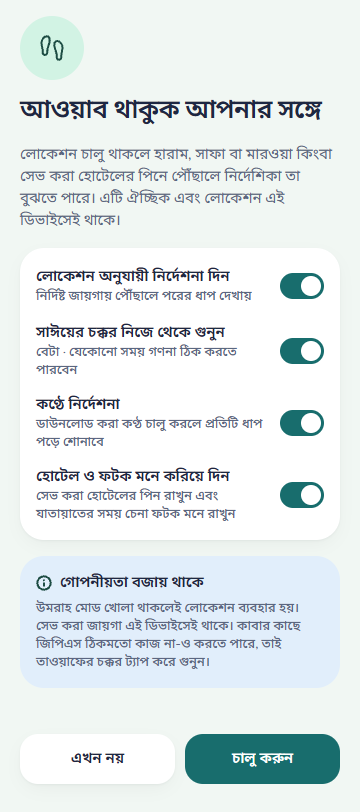 আওয়াব থাকুক আপনার সঙ্গে
লোকেশন চালু থাকলে হারাম, সাফা বা মারওয়া কিংবা
সেভ করা হোটেলের পিনে পৌঁছালে নির্দেশিকা তা
বুঝতে পারে। এটি ঐচ্ছিক এবং লোকেশন এই
ডিভাইসেই থাকে।
লোকেশন অনুযায়ী নির্দেশনা দিন
নির্দিষ্ট জায়গায় পৌঁছালে পরের ধাপ দেখায়
সাঈয়ের চক্কর নিজে থেকে গুনুন
বেটা · যেকোনো সময় গণনা ঠিক করতে
পারবেন
কণ্ঠে নির্দেশনা
ডাউনলোড করা কণ্ঠ চালু করলে প্রতিটি ধাপ
পড়ে শোনাবে
হোটেল ও ফটক মনে করিয়ে দিন
সেভ করা হোটেলের পিন রাখুন এবং
যাতায়াতের সময় চেনা ফটক মনে রাখুন
গোপনীয়তা বজায় থাকে
উমরাহ মোড খোলা থাকলেই লোকেশন ব্যবহার হয়।
সেভ করা জায়গা এই ডিভাইসেই থাকে। কাবার কাছে
জিপিএস ঠিকমতো কাজ না-ও করতে পারে, তাই
তাওয়াফের চক্কর ট্যাপ করে গুনুন।
এখন নয়
চালু করুন